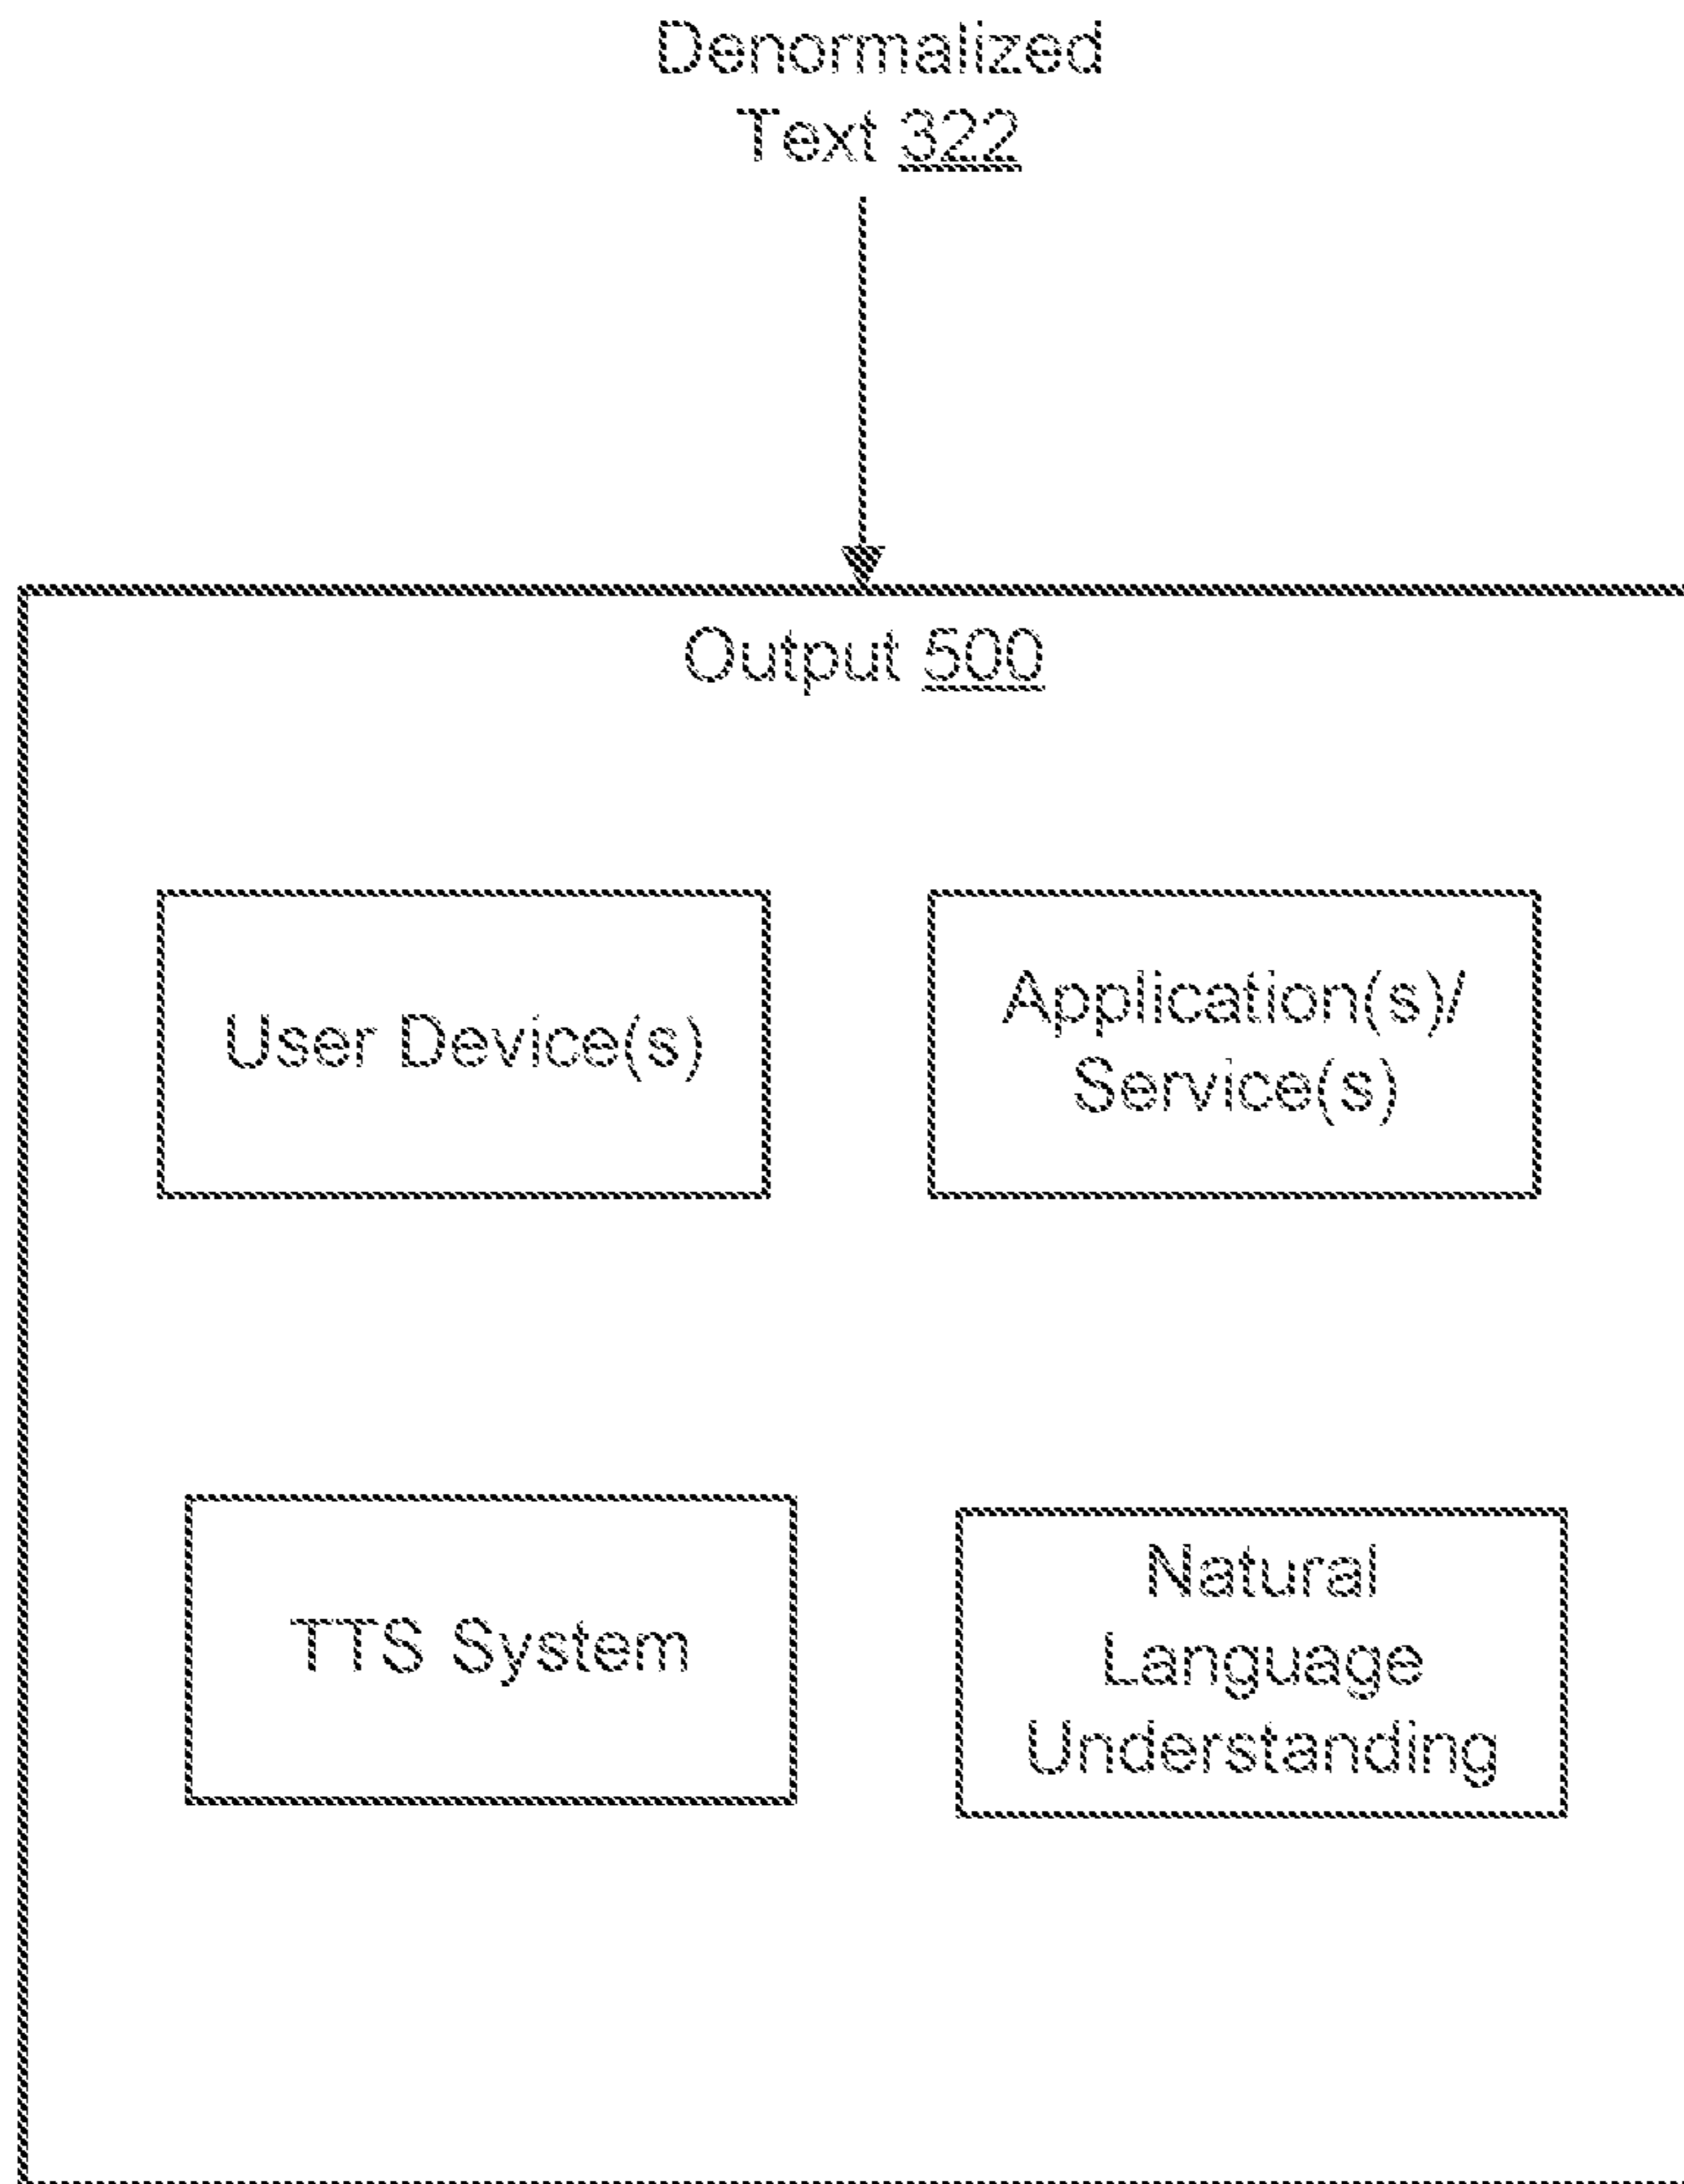 Denormalized
Text 322
Output 500
User Device(s)
Application(s)/
Service(s)
TTS System
Natural
Language
Understanding